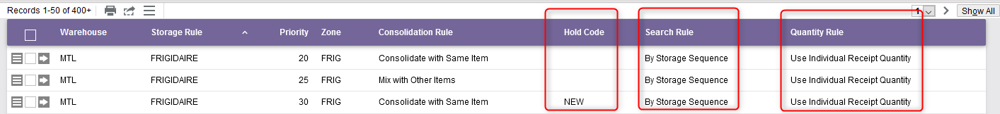 Records 1-50 of 400+ 1 Show All
Warehouse Storage Rule Priority Zone Consolidation Rule Hold Code Search Rule Quantity Rule
MTL FRIGIDAIRE 20 FRIG Consolidate with Same Item By Storage Sequence Use Individual Receipt Quantity
MTL FRIGIDAIRE 25 FRIG Mix with Other Items By Storage Sequence Use Individual Receipt Quantity
MTL FRIGIDAIRE 30 FRIG Consolidate with Same Item NEW By Storage Sequence Use Individual Receipt Quantity